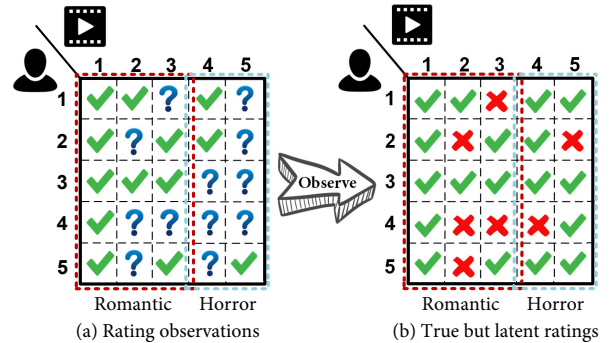 1 2 3 4 5
1 ?  ?
2 ? ?
3 ? ?
4 ? ? ? ?
5 ? ?
Romantic Horror
(a) Rating observations
Observe
1 2 3 4 5
1
2
3
4
5
Romantic Horror
(b) True but latent ratings